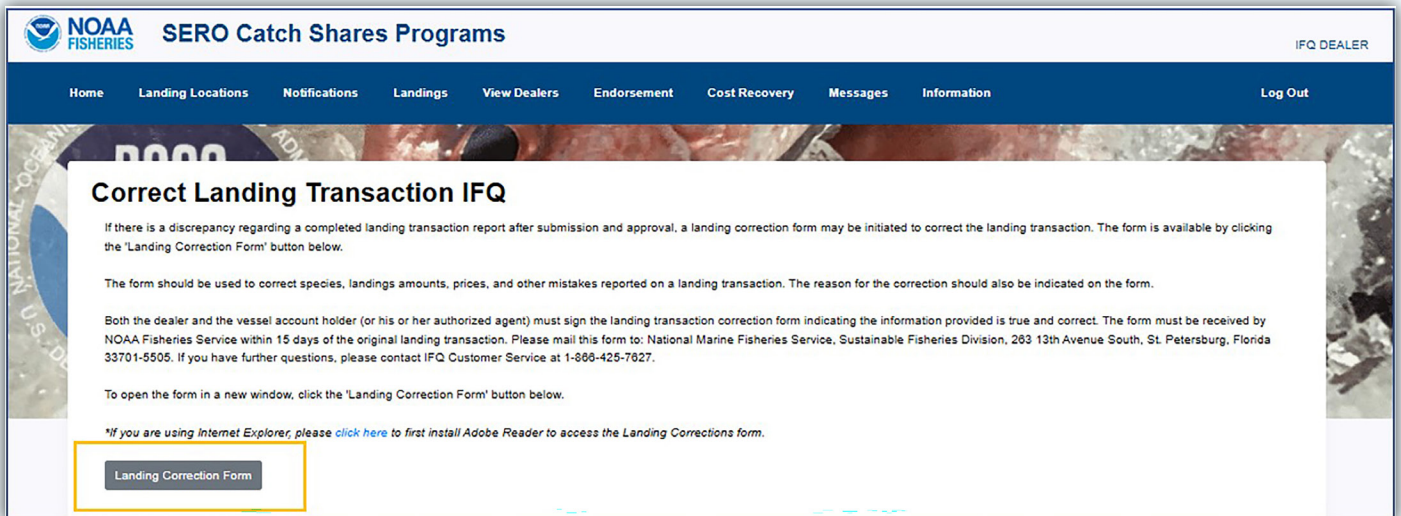 NOAA
FISHERIES
SERO Catch Shares Programs
IFQ DEALER
Home Landing Locations Notifications Landings View Dealers Endorsement Cost Recovery Messages Information Log Out
Correct Landing Transaction IFQ
If there is a discrepancy regarding a completed landing transaction report after submission and approval, a landing correction form may be initiated to correct the landing transaction. The form is available by clicking
the 'Landing Correction Form' button below.
The form should be used to correct species, landings amounts, prices, and other mistakes reported on a landing transaction. The reason for the correction should also be indicated on the form.
Both the dealer and the vessel account holder (or his or her authorized agent) must sign the landing transaction correction form indicating the information provided is true and correct. The form must be received by
NOAA Fisheries Service within 15 days of the original landing transaction. Please mail this form to: National Marine Fisheries Service, Sustainable Fisheries Division, 263 13th Avenue South, St. Petersburg, Florida
33701-5505. If you have further questions, please contact IFQ Customer Service at 1-866-425-7627.
To open the form in a new window, click the 'Landing Correction Form' button below.
*If you are using Internet Explorer, please click here to first install Adobe Reader to access the Landing Corrections form.
Landing Correction Form